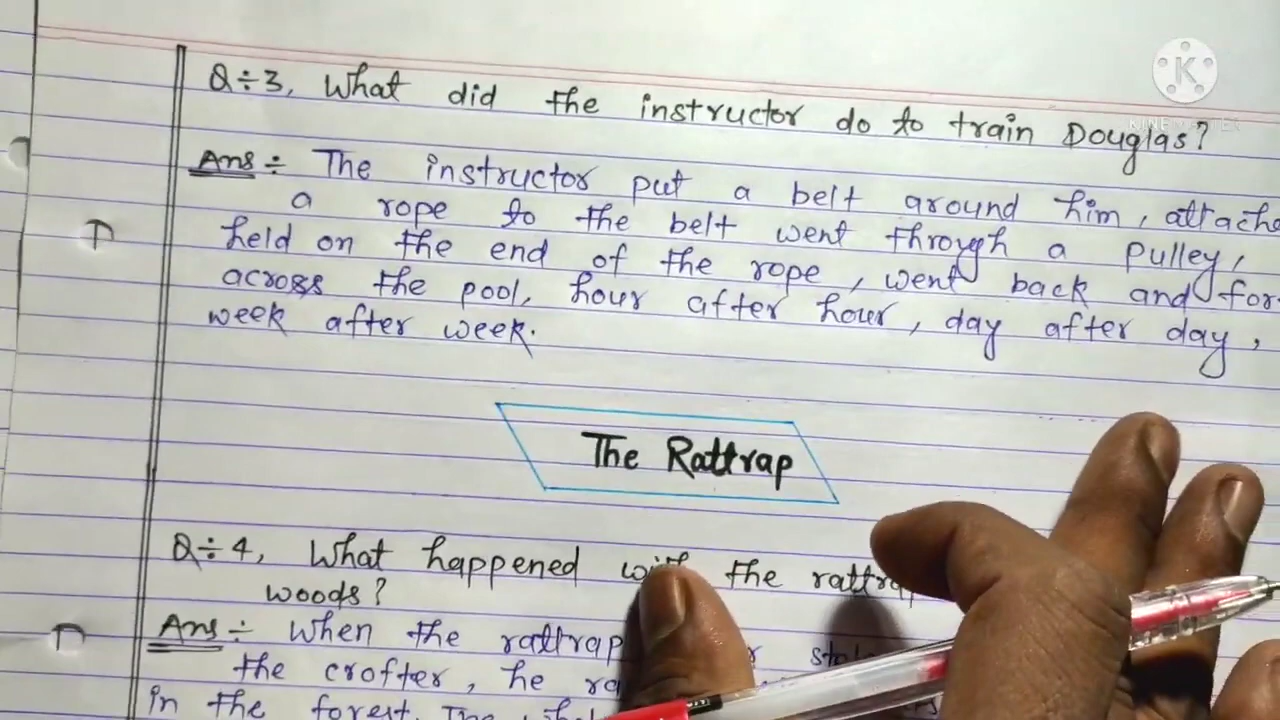 Q÷3, What did the instructor do to train Douglas?
Ans÷ The instructor put a belt around him, attache
a rope to the belt went through a pulley,
held on the end of the rope, went back and for
across the pool, hour after hour, day after day,
week after week.
The Rattrap
Q÷4, What happened with the
woods?
Ans÷ When the rattrap
the crofter, he
in the forest.
K
KINEMASTER